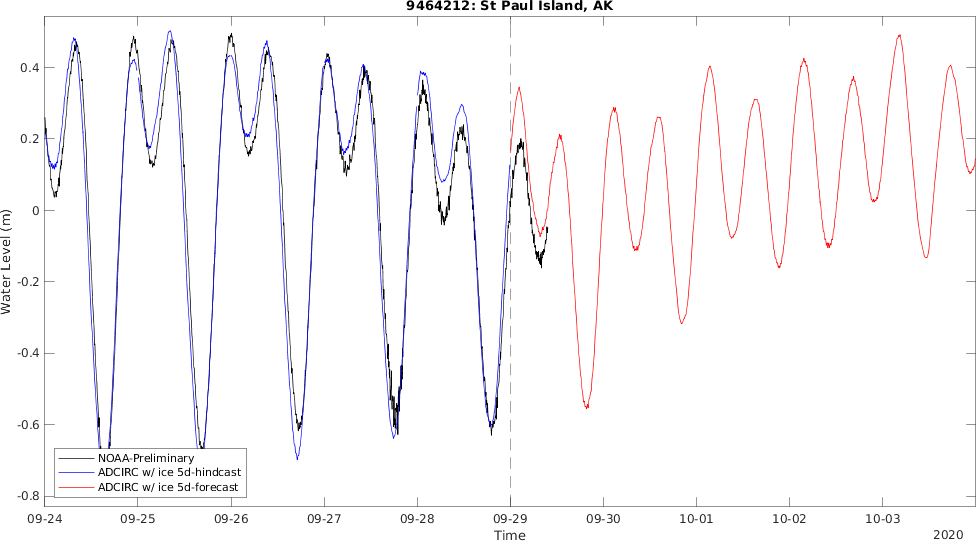 9464212: St Paul Island, AK
Water Level (m)
0.4
0.2
0
-0.2
-0.4
-0.6
-0.8
NOAA-Preliminary
ADCIRC w/ ice 5d-hindcast
ADCIRC w/ ice 5d-forecast
09-24 09-25 09-26 09-27 09-28 09-29 09-30 10-01 10-02 10-03
Time
2020